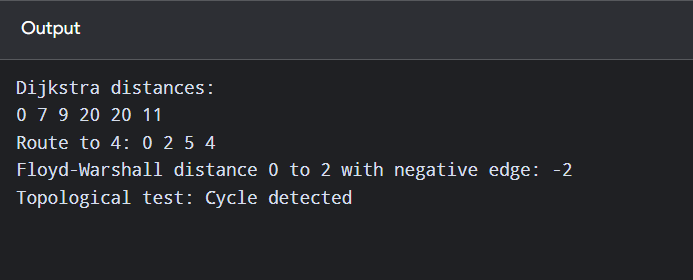 Output
Dijkstra distances:
0 7 9 20 20 11
Route to 4: 0 2 5 4
Floyd-Warshall distance 0 to 2 with negative edge: -2
Topological test: Cycle detected